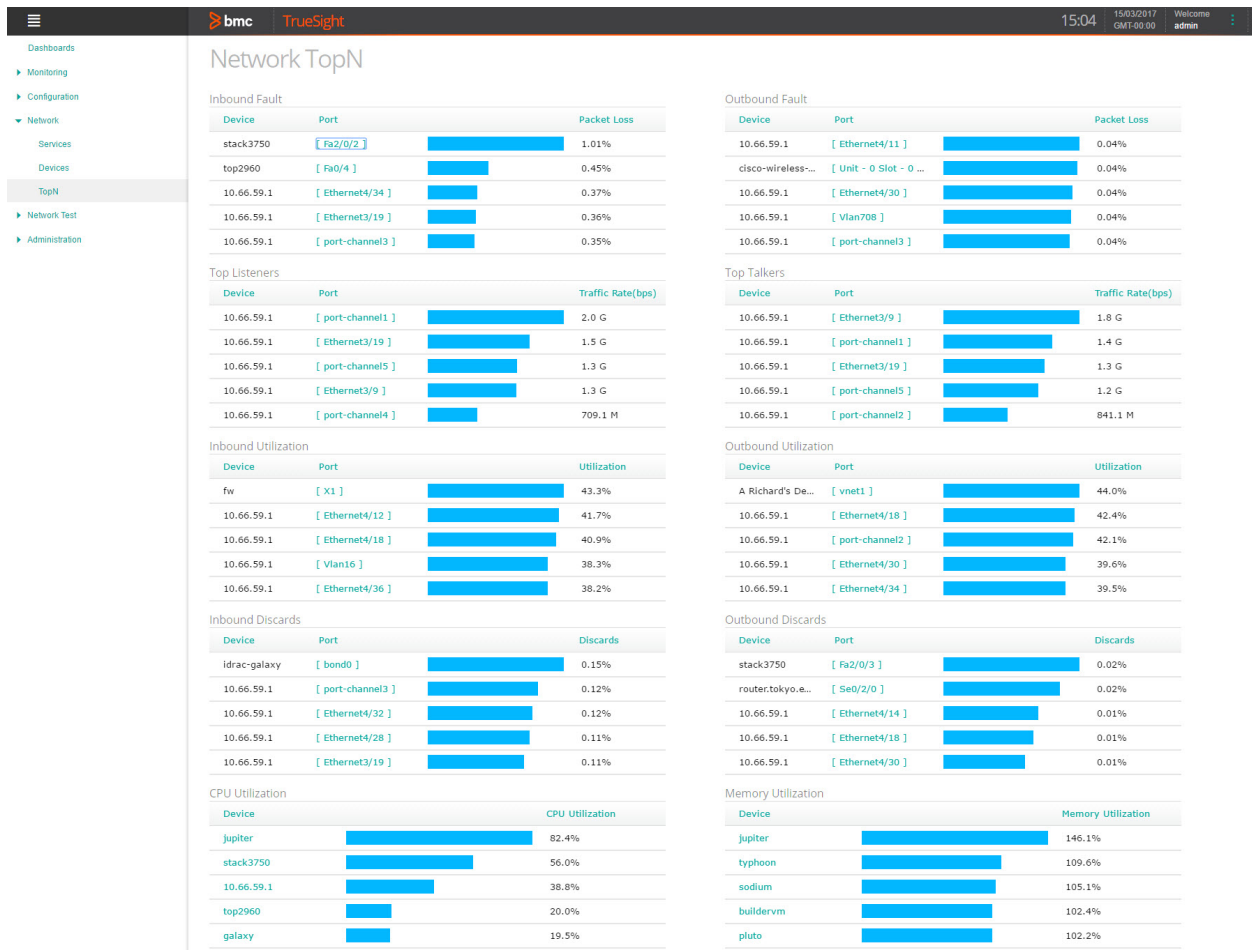 bmc TrueSight 15:04 15/03/2017 GMT-00:00 Welcome admin
Dashboards
Monitoring
Configuration
Network
Services
Devices
TopN
Network Test
Administration
Network TopN
Inbound Fault
Device Port Packet Loss
stack3750 [ Fa2/0/2 ] 1.01%
top2960 [ Fa0/4 ] 0.45%
10.66.59.1 [ Ethernet4/34 ] 0.37%
10.66.59.1 [ Ethernet3/19 ] 0.36%
10.66.59.1 [ port-channel3 ] 0.35%
Outbound Fault
Device Port Packet Loss
10.66.59.1 [ Ethernet4/11 ] 0.04%
cisco-wireless-... [ Unit - 0 Slot - 0 ... 0.04%
10.66.59.1 [ Ethernet4/30 ] 0.04%
10.66.59.1 [ Vlan708 ] 0.04%
10.66.59.1 [ port-channel3 ] 0.04%
Top Listeners
Device Port Traffic Rate(bps)
10.66.59.1 [ port-channel1 ] 2.0 G
10.66.59.1 [ Ethernet3/19 ] 1.5 G
10.66.59.1 [ port-channel5 ] 1.3 G
10.66.59.1 [ Ethernet3/9 ] 1.3 G
10.66.59.1 [ port-channel4 ] 709.1 M
Top Talkers
Device Port Traffic Rate(bps)
10.66.59.1 [ Ethernet3/9 ] 1.8 G
10.66.59.1 [ port-channel1 ] 1.4 G
10.66.59.1 [ Ethernet3/19 ] 1.3 G
10.66.59.1 [ port-channel5 ] 1.2 G
10.66.59.1 [ port-channel2 ] 841.1 M
Inbound Utilization
Device Port Utilization
fw [ X1 ] 43.3%
10.66.59.1 [ Ethernet4/12 ] 41.7%
10.66.59.1 [ Ethernet4/18 ] 40.9%
10.66.59.1 [ Vlan16 ] 38.3%
10.66.59.1 [ Ethernet4/36 ] 38.2%
Outbound Utilization
Device Port Utilization
A Richard's De... [ vnet1 ] 44.0%
10.66.59.1 [ Ethernet4/18 ] 42.4%
10.66.59.1 [ port-channel2 ] 42.1%
10.66.59.1 [ Ethernet4/30 ] 39.6%
10.66.59.1 [ Ethernet4/34 ] 39.5%
Inbound Discards
Device Port Discards
idrac-galaxy [ bond0 ] 0.15%
10.66.59.1 [ port-channel3 ] 0.12%
10.66.59.1 [ Ethernet4/32 ] 0.12%
10.66.59.1 [ Ethernet4/28 ] 0.11%
10.66.59.1 [ Ethernet3/19 ] 0.11%
Outbound Discards
Device Port Discards
stack3750 [ Fa2/0/3 ] 0.02%
router.tokyo.e... [ Se0/2/0 ] 0.02%
10.66.59.1 [ Ethernet4/14 ] 0.01%
10.66.59.1 [ Ethernet4/18 ] 0.01%
10.66.59.1 [ Ethernet4/30 ] 0.01%
CPU Utilization
Device CPU Utilization
jupiter 82.4%
stack3750 56.0%
10.66.59.1 38.8%
top2960 20.0%
galaxy 19.5%
Memory Utilization
Device Memory Utilization
jupiter 146.1%
typhoon 109.6%
sodium 105.1%
buildervm 102.4%
pluto 102.2%